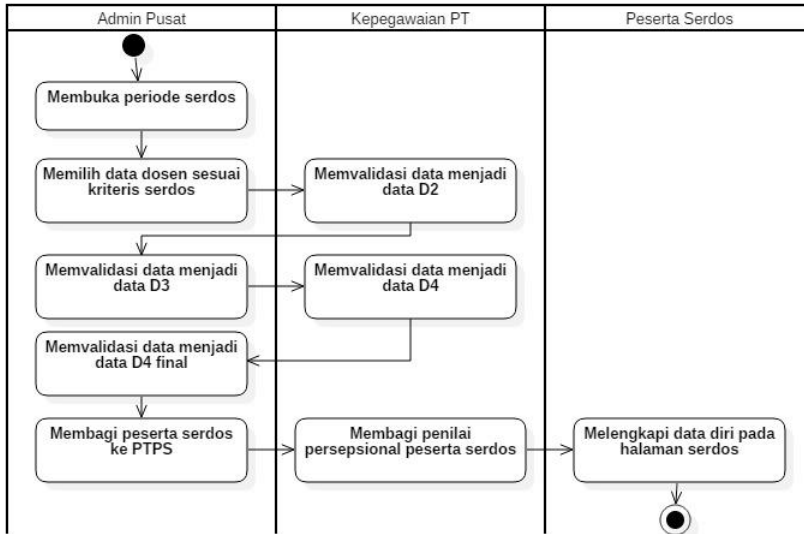 Admin Pusat
Kepegawaian PT
Peserta Serdos
Membuka periode serdos
Memilih data dosen sesuai
kriteris serdos
Memvalidasi data menjadi
data D2
Memvalidasi data menjadi
data D3
Memvalidasi data menjadi
data D4
Memvalidasi data menjadi
data D4 final
Membagi peserta serdos
ke PTPS
Membagi penilai
persepsional peserta serdos
Melengkapi data diri pada
halaman serdos